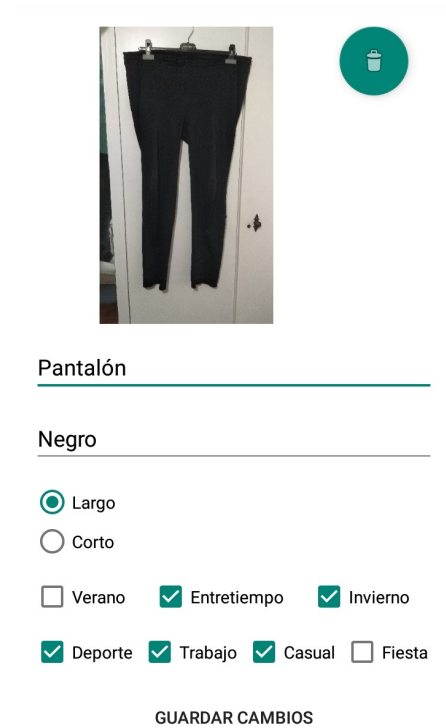 Pantalón
Negro
Largo
Corto
Verano Entretiempo Invierno
Deporte Trabajo Casual Fiesta
GUARDAR CAMBIOS